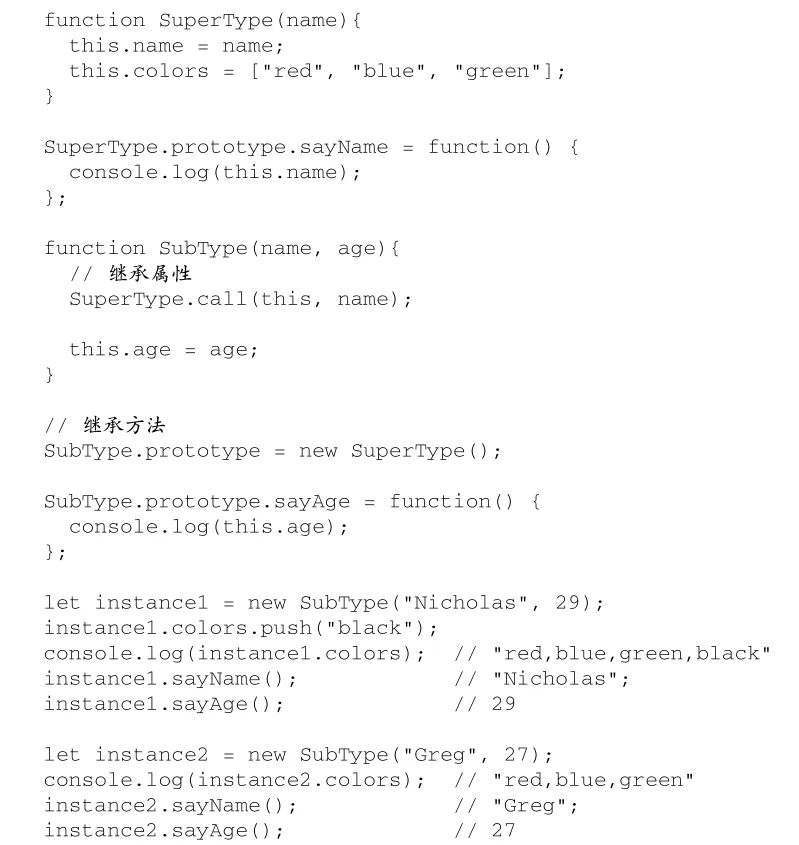 function SuperType(name){
  this.name = name;
  this.colors = ["red", "blue", "green"];
}

SuperType.prototype.sayName = function() {
  console.log(this.name);
};

function SubType(name, age){
  // 继承属性
  SuperType.call(this, name);

  this.age = age;
}

// 继承方法
SubType.prototype = new SuperType();

SubType.prototype.sayAge = function() {
  console.log(this.age);
};

let instance1 = new SubType("Nicholas", 29);
instance1.colors.push("black");
console.log(instance1.colors);  // "red,blue,green,black"
instance1.sayName();            // "Nicholas";
instance1.sayAge();             // 29

let instance2 = new SubType("Greg", 27);
console.log(instance2.colors);  // "red,blue,green"
instance2.sayName();            // "Greg";
instance2.sayAge();             // 27